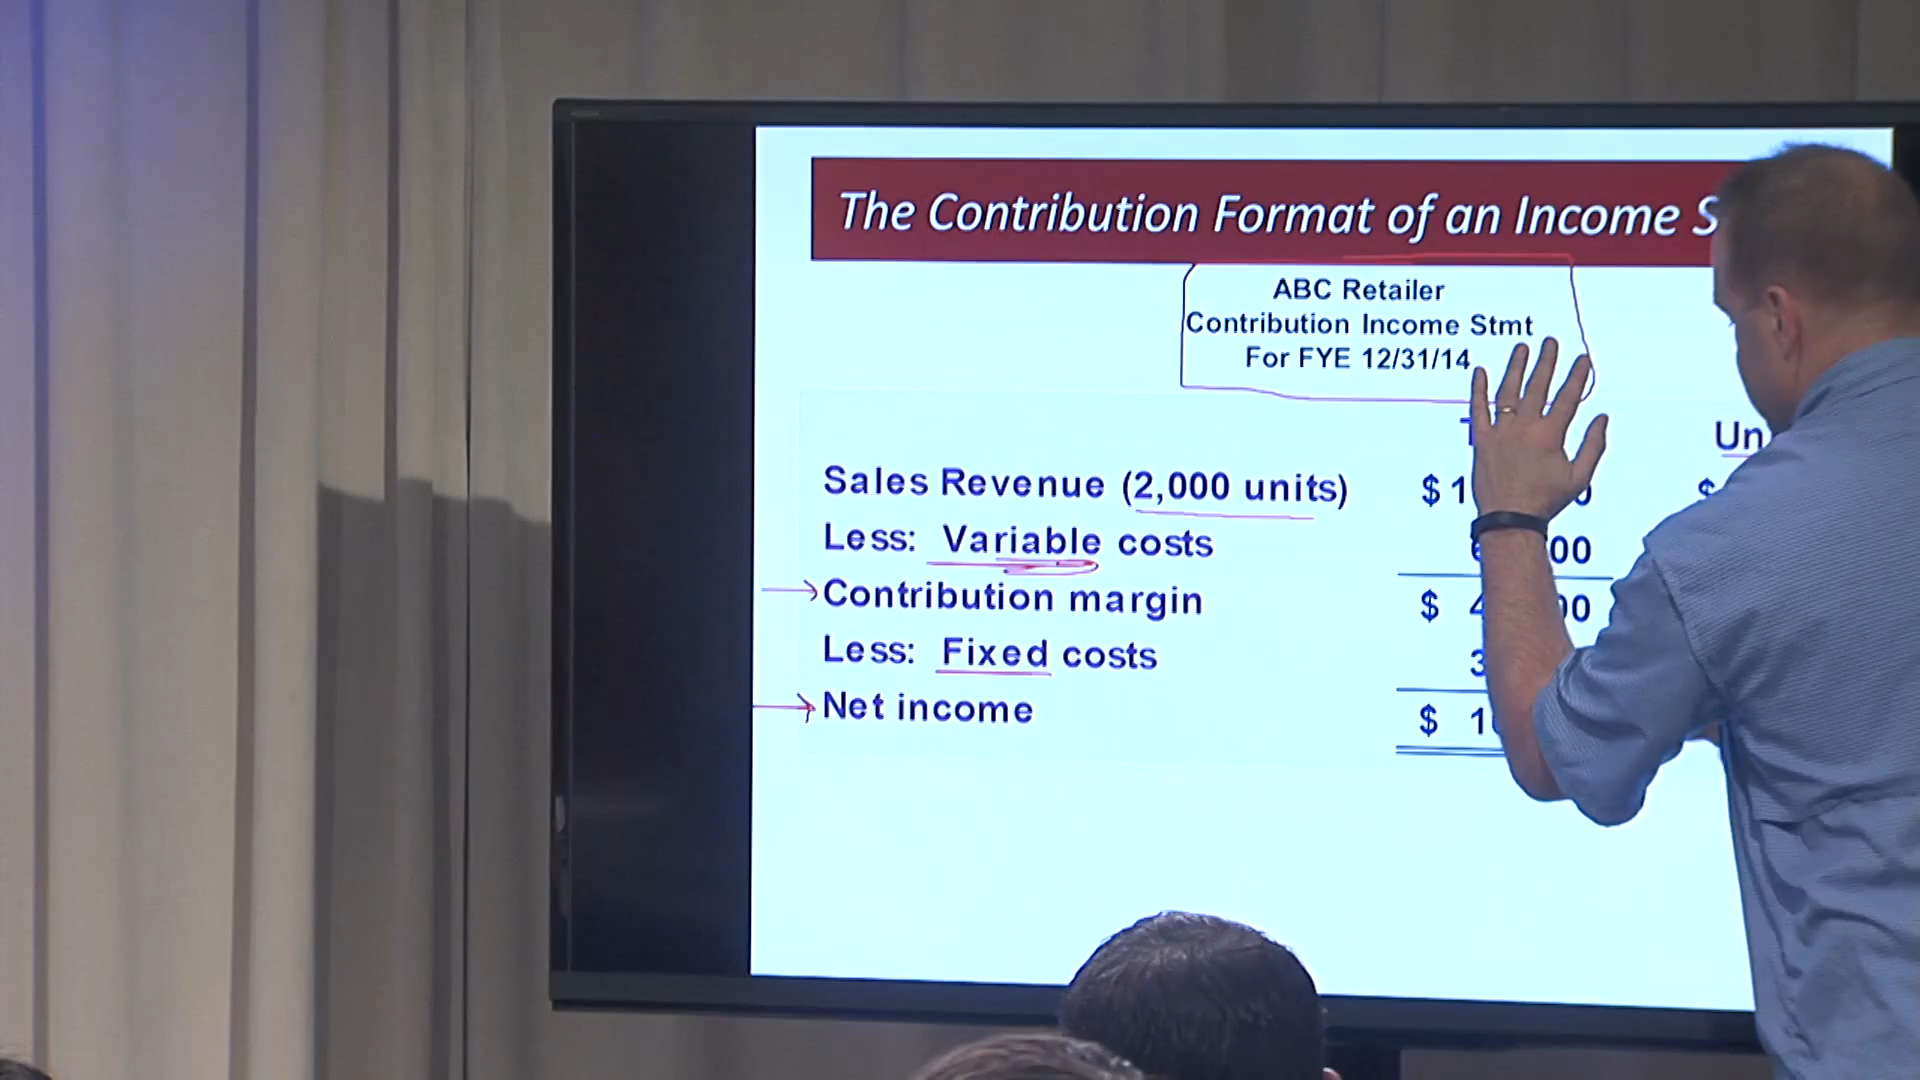 The Contribution Format of an Income S
ABC Retailer
Contribution Income Stmt
For FYE 12/31/14
Sales Revenue (2,000 units) $
Less: Variable costs
Contribution margin $
Less: Fixed costs
Net income $